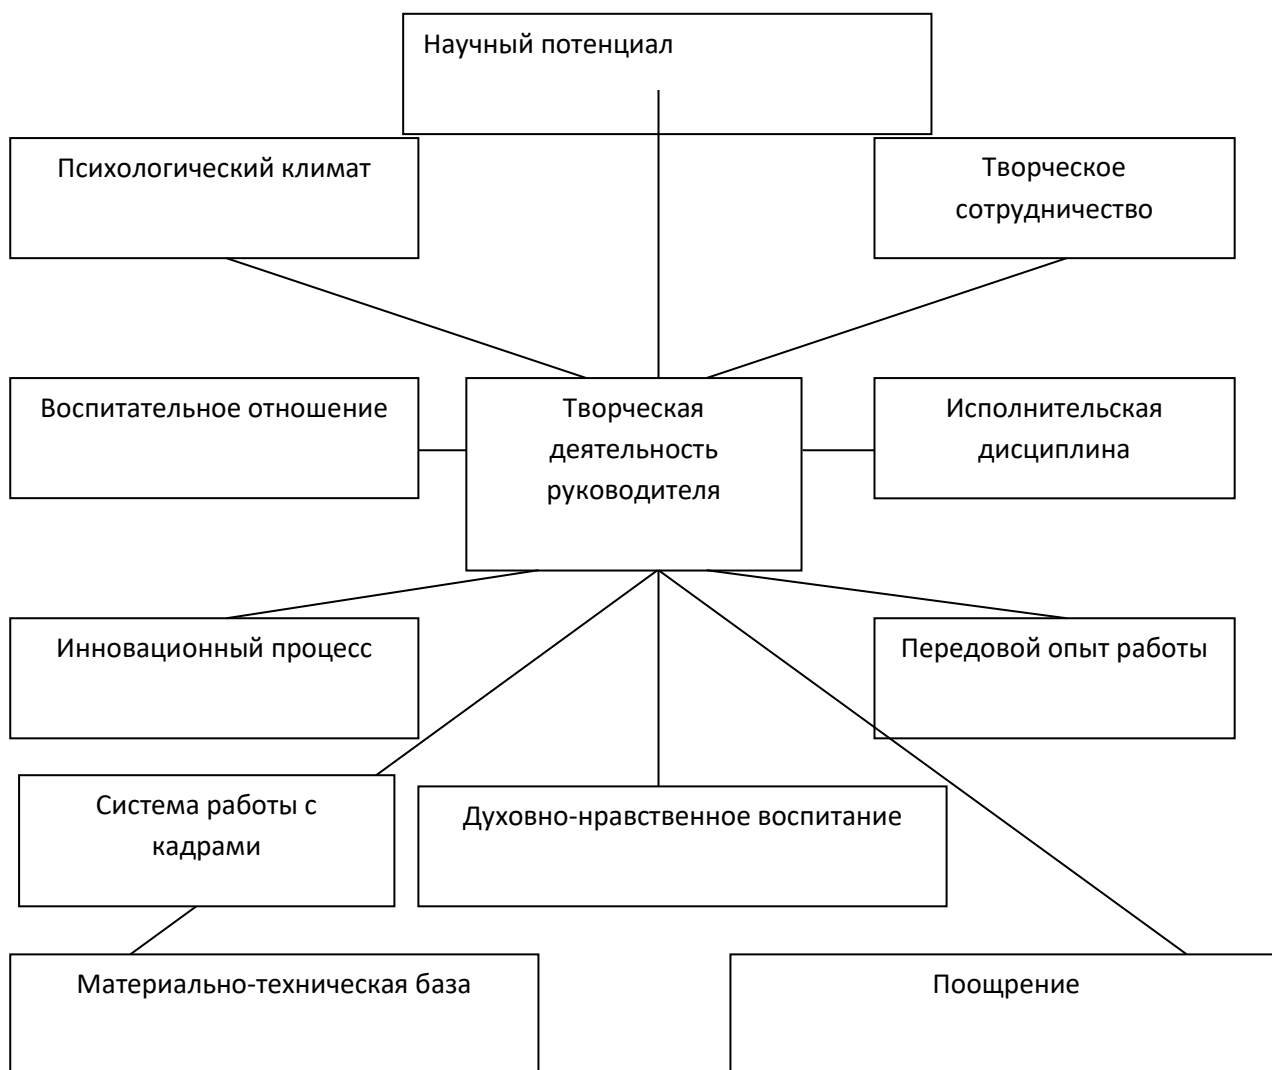 Научный потенциал
Психологический климат
Творческое
сотрудничество
Воспитательное отношение
Творческая
деятельность
руководителя
Исполнительская
дисциплина
Инновационный процесс
Передовой опыт работы
Система работы с
кадрами
Духовно-нравственное воспитание
Материально-техническая база
Поощрение